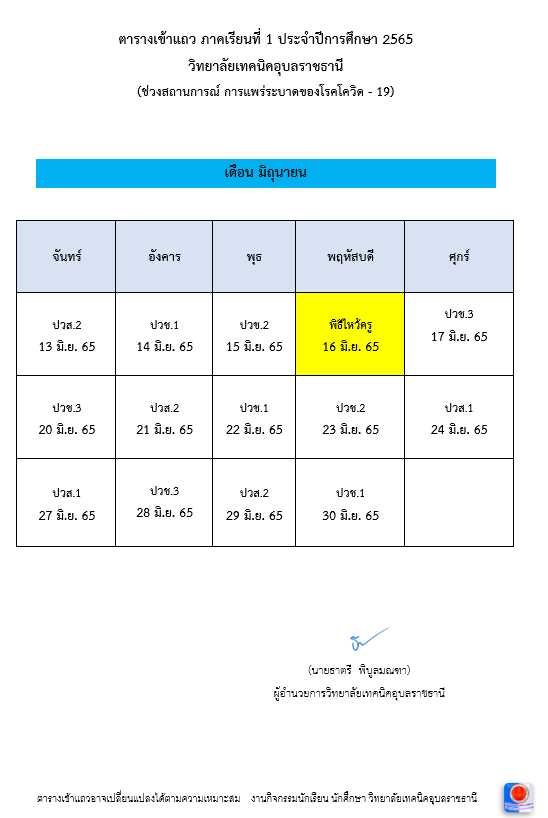 ตารางเข้าแถว ภาคเรียนที่ 1 ประจำปีการศึกษา 2565
วิทยาลัยเทคนิคอุบลราชธานี
(ช่วงสถานการณ์ การแพร่ระบาดของโรคโควิด - 19)
เดือน มิถุนายน
จันทร์ อังคาร พุธ พฤหัสบดี ศุกร์
ปวส.2 ปวช.1 ปวช.2 พิธีไหว้ครู ปวช.3
13 มิ.ย. 65 14 มิ.ย. 65 15 มิ.ย. 65 16 มิ.ย. 65 17 มิ.ย. 65
ปวช.3 ปวส.2 ปวช.1 ปวช.2 ปวส.1
20 มิ.ย. 65 21 มิ.ย. 65 22 มิ.ย. 65 23 มิ.ย. 65 24 มิ.ย. 65
ปวส.1 ปวช.3 ปวส.2 ปวช.1
27 มิ.ย. 65 28 มิ.ย. 65 29 มิ.ย. 65 30 มิ.ย. 65
(นายธาตรี พิบูลมณฑา)
ผู้อำนวยการวิทยาลัยเทคนิคอุบลราชธานี
ตารางเข้าแถวอาจเปลี่ยนแปลงได้ตามความเหมาะสม งานกิจกรรมนักเรียน นักศึกษา วิทยาลัยเทคนิคอุบลราชธานี